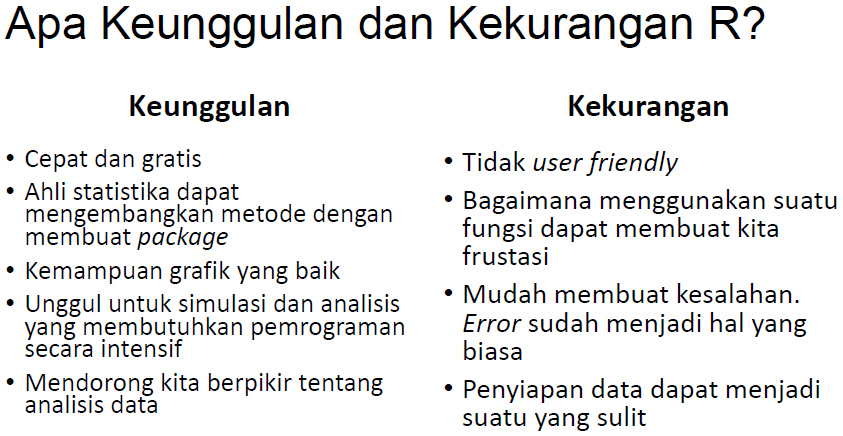 Apa Keunggulan dan Kekurangan R?
Keunggulan
• Cepat dan gratis
• Ahli statistika dapat
mengembangkan metode dengan
membuat package
• Kemampuan grafik yang baik
• Unggul untuk simulasi dan analisis
yang membutuhkan pemrograman
secara intensif
• Mendorong kita berpikir tentang
analisis data
Kekurangan
• Tidak user friendly
• Bagaimana menggunakan suatu
fungsi dapat membuat kita
frustasi
• Mudah membuat kesalahan.
Error sudah menjadi hal yang
biasa
• Penyiapan data dapat menjadi
suatu yang sulit